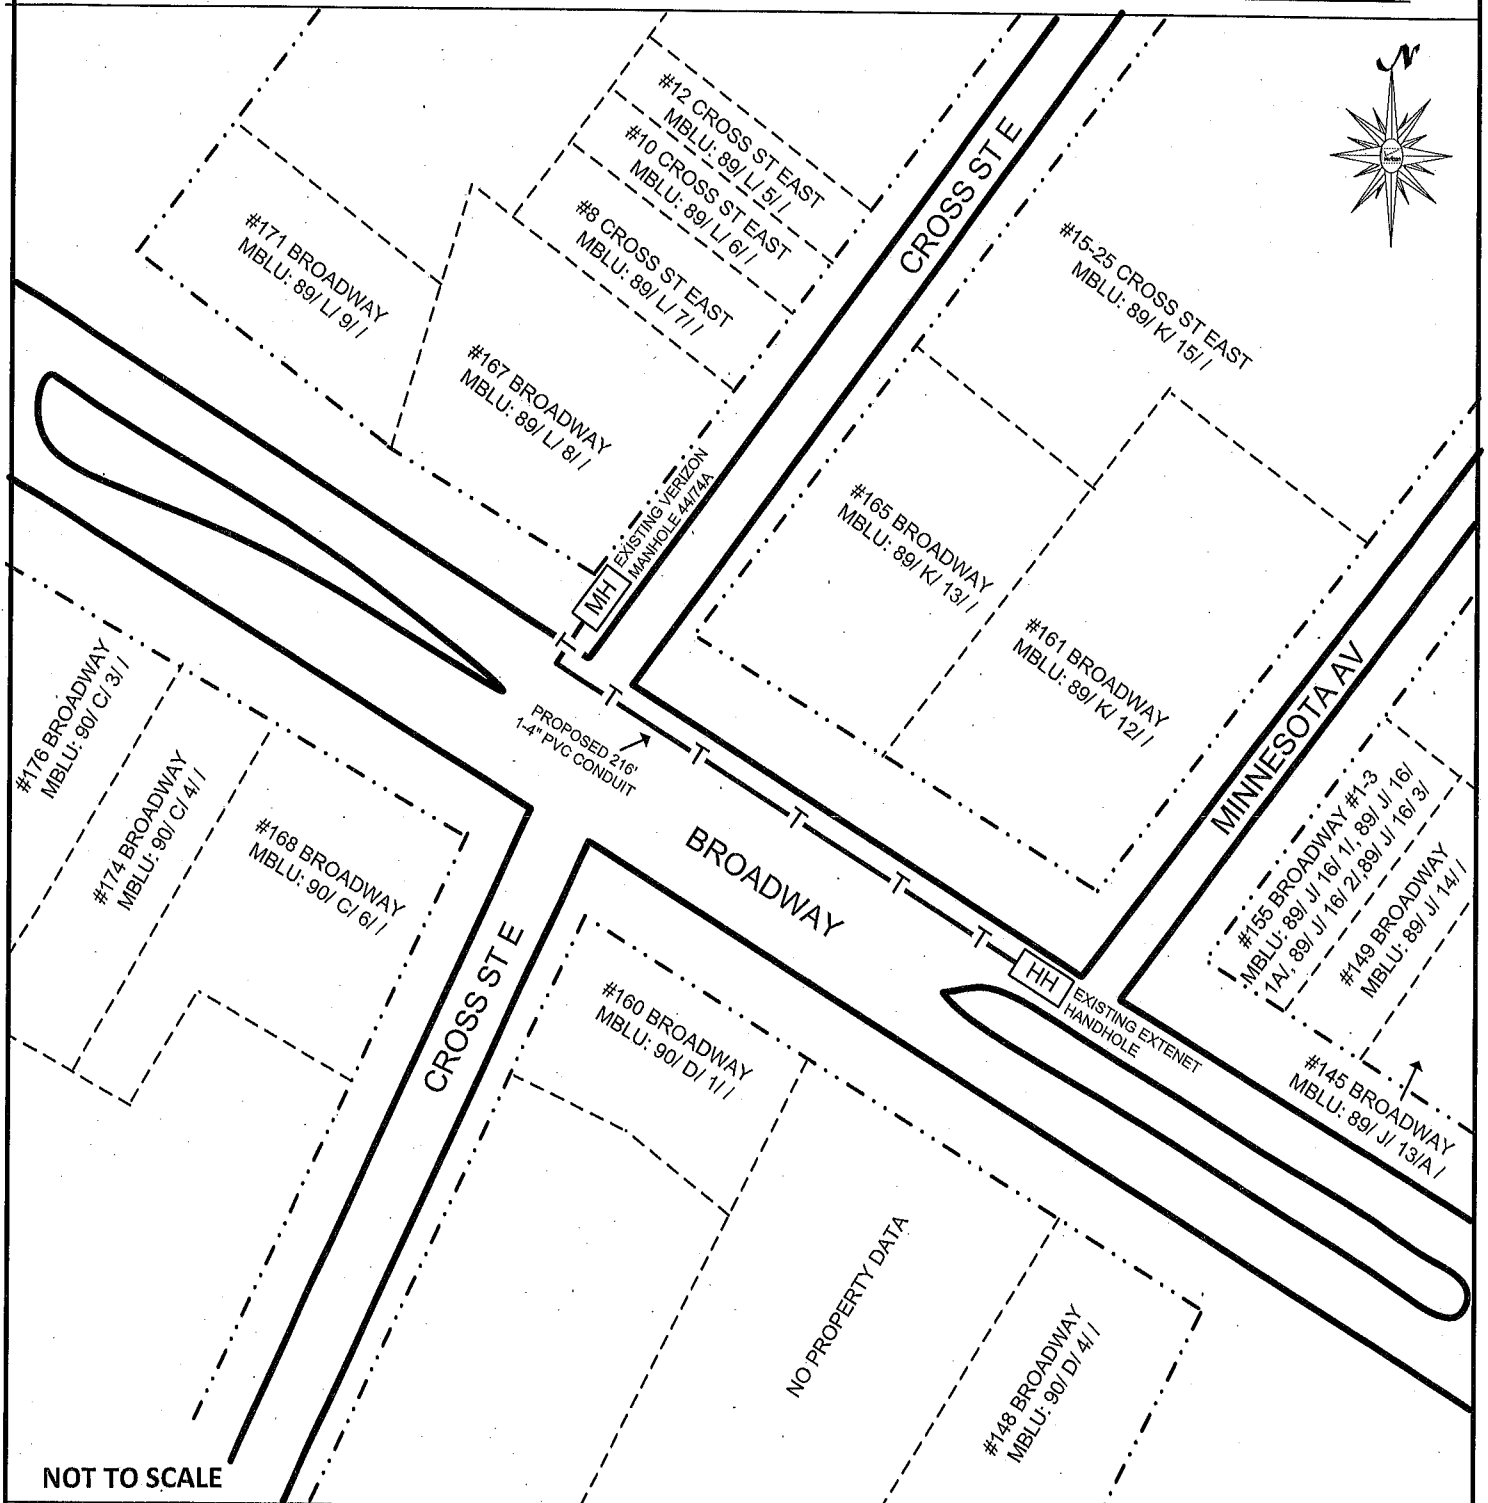 N
#12 CROSS ST EAST
MBLU: 89/ L/ 5/ /
#10 CROSS ST EAST
MBLU: 89/ L/ 6/ /
#8 CROSS ST EAST
MBLU: 89/ L/ 7/ /
#171 BROADWAY
MBLU: 89/ L/ 9/ /
#167 BROADWAY
MBLU: 89/ L/ 8/ /
CROSS ST E
#15-25 CROSS ST EAST
MBLU: 89/ K/ 15/ /
EXISTING VERIZON
MANHOLE 44/74A
MH
#165 BROADWAY
MBLU: 89/ K/ 13/ /
#161 BROADWAY
MBLU: 89/ K/ 12/ /
MINNESOTA AV
T
T
T
T
T
T
PROPOSED 216'
1-4" PVC CONDUIT
BROADWAY
HH
EXISTING EXTENET
HANDHOLE
#155 BROADWAY #1-3
MBLU: 89/ J/ 16/ 1/, 89/ J/ 16/
1A/, 89/ J/ 16/ 2/,89/ J/ 16/ 3/
#149 BROADWAY
MBLU: 89/ J/ 14/ /
#145 BROADWAY
MBLU: 89/ J/ 13/A /
#176 BROADWAY
MBLU: 90/ C/ 3/ /
#174 BROADWAY
MBLU: 90/ C/ 4/ /
#168 BROADWAY
MBLU: 90/ C/ 6/ /
CROSS ST E
#160 BROADWAY
MBLU: 90/ D/ 1/ /
NO PROPERTY DATA
#148 BROADWAY
MBLU: 90/ D/ 4/ /
NOT TO SCALE